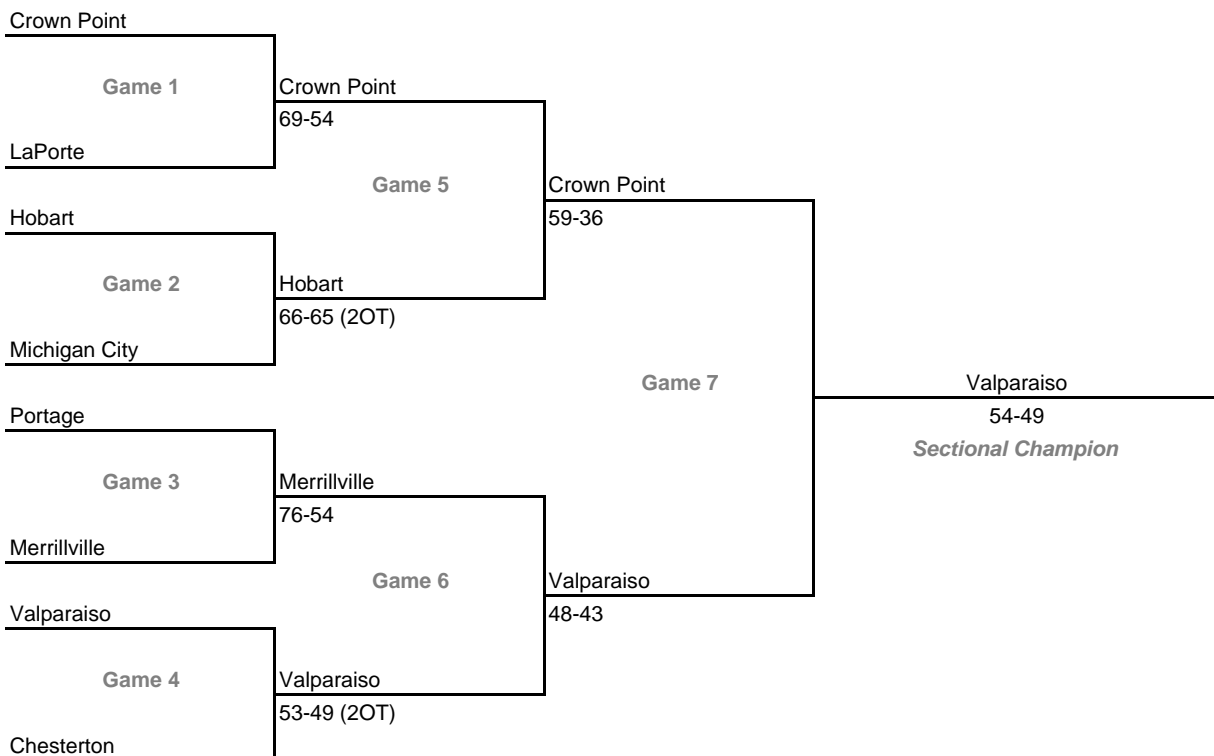 Crown Point
Game 1
Crown Point
69-54
LaPorte
Game 5
Crown Point
59-36
Hobart
Game 2
Hobart
66-65 (2OT)
Michigan City
Game 7
Valparaiso
54-49
Sectional Champion
Portage
Game 3
Merrillville
76-54
Merrillville
Game 6
Valparaiso
48-43
Valparaiso
Game 4
Valparaiso
53-49 (2OT)
Chesterton